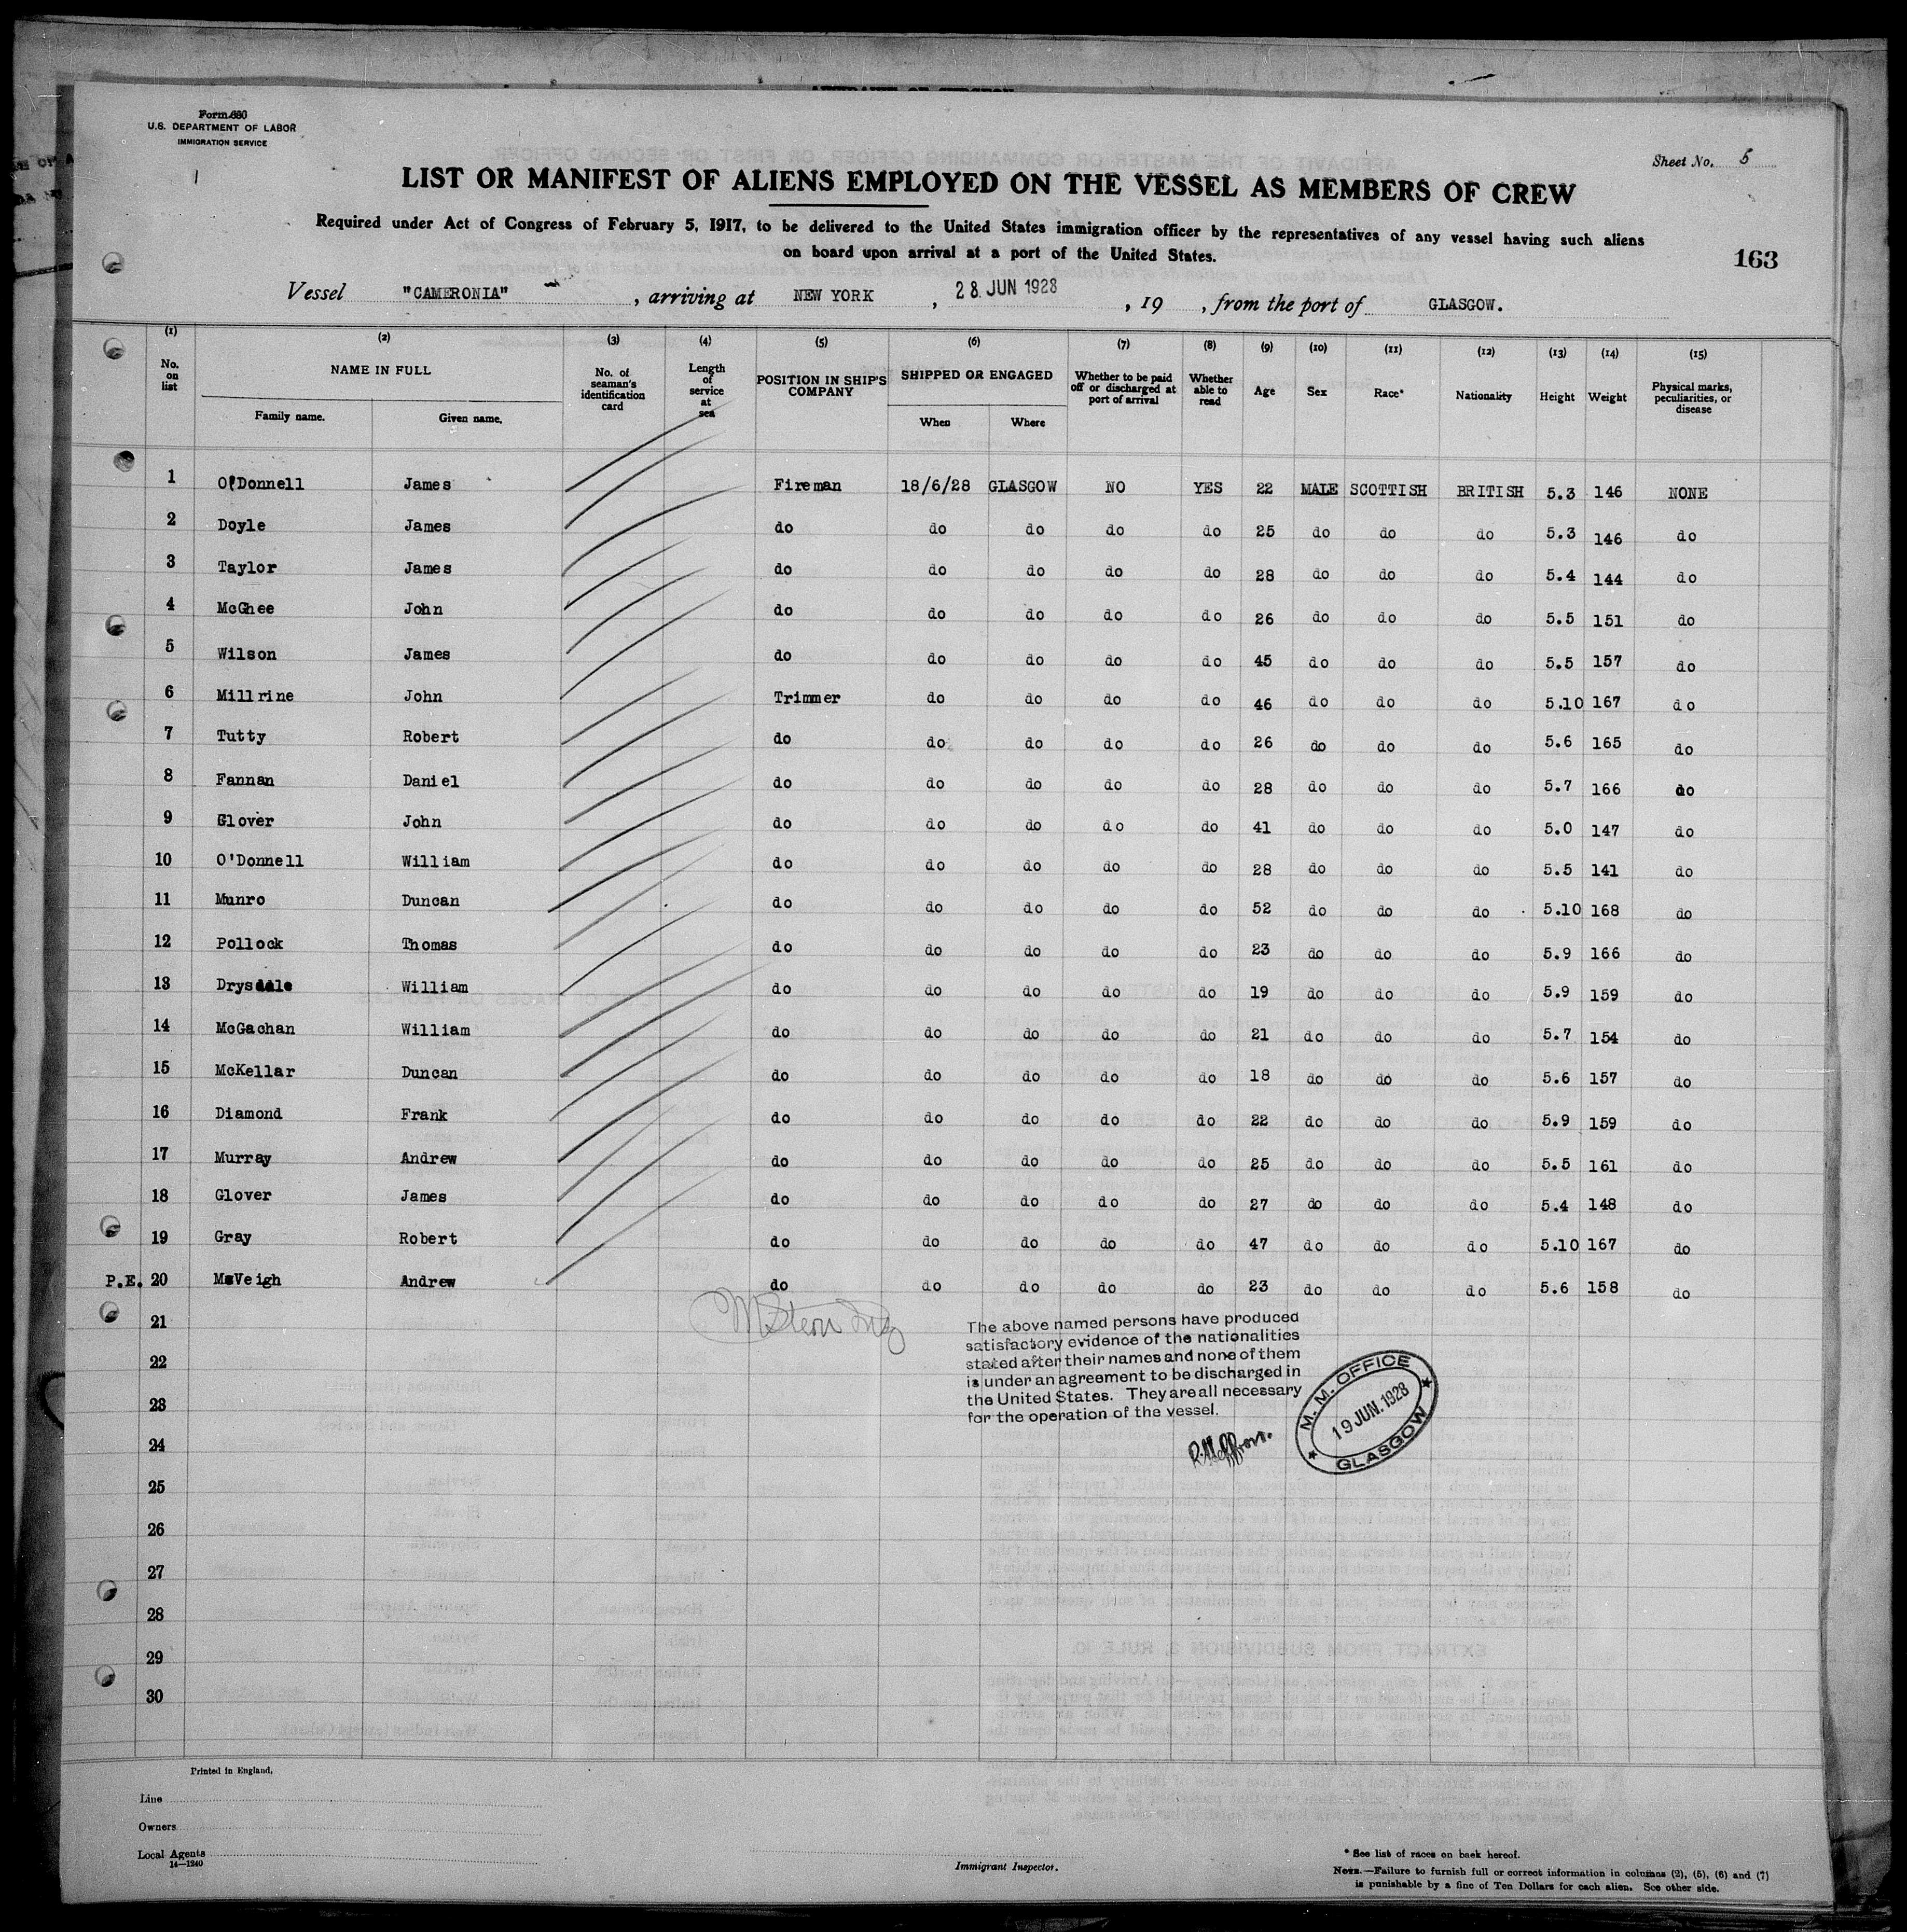 Form 680
U.S. DEPARTMENT OF LABOR
IMMIGRATION SERVICE
Sheet No. 5
LIST OR MANIFEST OF ALIENS EMPLOYED ON THE VESSEL AS MEMBERS OF CREW
Required under Act of Congress of February 5, 1917, to be delivered to the United States immigration officer by the representatives of any vessel having such aliens
on board upon arrival at a port of the United States.
163
Vessel "CAMERONIA", arriving at NEW YORK, 28 JUN 1928, 19, from the port of GLASGOW.
(1) (2) (3) (4) (5) (6) (7) (8) (9) (10) (11) (12) (13) (14) (15)
No. on list NAME IN FULL Family name. Given name. No. of seaman's identification card Length of service at sea POSITION IN SHIP'S COMPANY SHIPPED OR ENGAGED When Where Whether to be paid off or discharged at port of arrival Whether able to read Age Sex Race* Nationality Height Weight Physical marks, peculiarities, or disease
1 O'Donnell James Fireman 18/6/28 GLASGOW NO YES 22 MALE SCOTTISH BRITISH 5.3 146 NONE
2 Doyle James do do do do do 25 do do do 5.3 146 do
3 Taylor James do do do do do 28 do do do 5.4 144 do
4 McGhee John do do do do do 26 do do do 5.5 151 do
5 Wilson James do do do do do 45 do do do 5.5 157 do
6 Millrine John Trimmer do do do do 46 do do do 5.10 167 do
7 Tutty Robert do do do do do 26 do do do 5.6 165 do
8 Fannan Daniel do do do do do 28 do do do 5.7 166 do
9 Glover John do do do do do 41 do do do 5.0 147 do
10 O'Donnell William do do do do do 28 do do do 5.5 141 do
11 Munro Duncan do do do do do 52 do do do 5.10 168 do
12 Pollock Thomas do do do do do 23 do do do 5.9 166 do
13 Drysdale William do do do do do 19 do do do 5.9 159 do
14 McGachan William do do do do do 21 do do do 5.7 154 do
15 McKellar Duncan do do do do do 18 do do do 5.6 157 do
16 Diamond Frank do do do do do 22 do do do 5.9 159 do
17 Murray Andrew do do do do do 25 do do do 5.5 161 do
18 Glover James do do do do do 27 do do do 5.4 148 do
19 Gray Robert do do do do do 47 do do do 5.10 167 do
P.E. 20 McVeigh Andrew do do do do do 23 do do do 5.6 158 do
21
22
23
24
25
26
27
28
29
30
The above named persons have produced
satisfactory evidence of the nationalities
stated after their names and none of them
is under an agreement to be discharged in
the United States. They are all necessary
for the operation of the vessel.
M. M. OFFICE
19 JUN. 1928
GLASGOW
Printed in England.
Line
Owners
Local Agents
14—1240
Immigrant Inspector.
* See list of races on back hereof.
NOTE.—Failure to furnish full or correct information in columns (2), (5), (6) and (7)
is punishable by a fine of Ten Dollars for each alien. See other side.